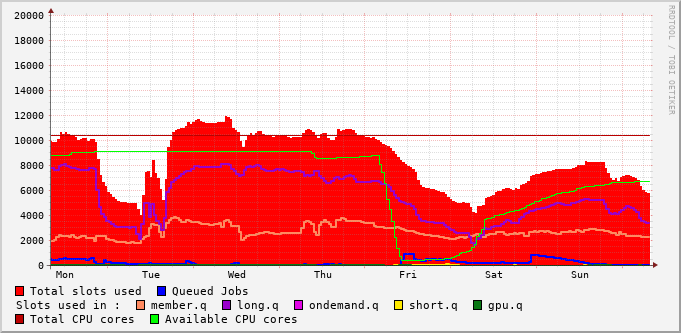 20000
18000
16000
14000
12000
10000
8000
6000
4000
2000
0
Mon Tue Wed Thu Fri Sat Sun
RRDTOOL / TOBI OETIKER
Total slots used Queued Jobs
Slots used in : member.q long.q ondemand.q short.q gpu.q
Total CPU cores Available CPU cores